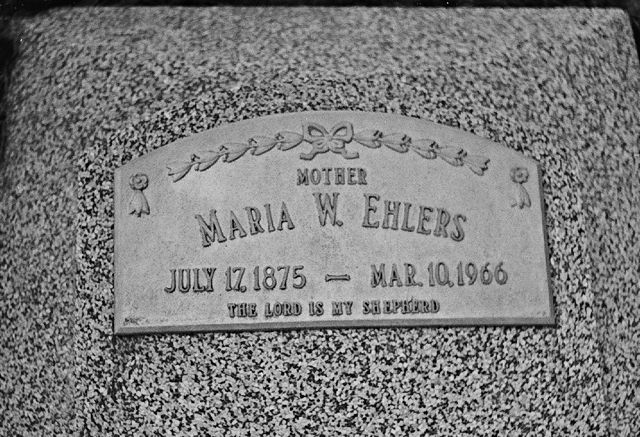 MOTHER
MARIA W. EHLERS
JULY 17, 1875 — MAR. 10, 1966
THE LORD IS MY SHEPHERD